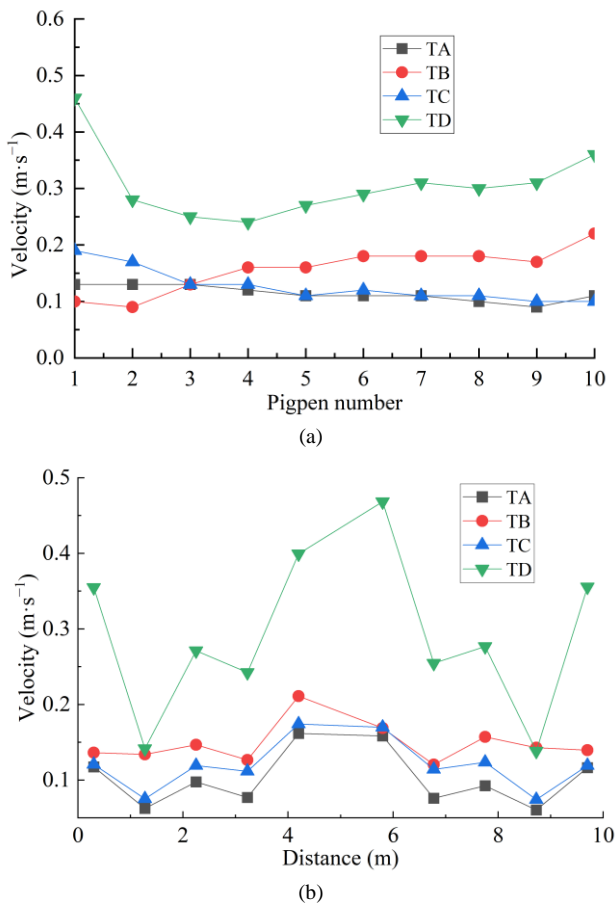 0.6
0.5
0.4
0.3
0.2
0.1
0.0
Velocity (m·s⁻¹)
TA
TB
TC
TD
1 2 3 4 5 6 7 8 9 10
Pigpen number
(a)
0.5
0.4
0.3
0.2
0.1
Velocity (m·s⁻¹)
TA
TB
TC
TD
0 2 4 6 8 10
Distance (m)
(b)